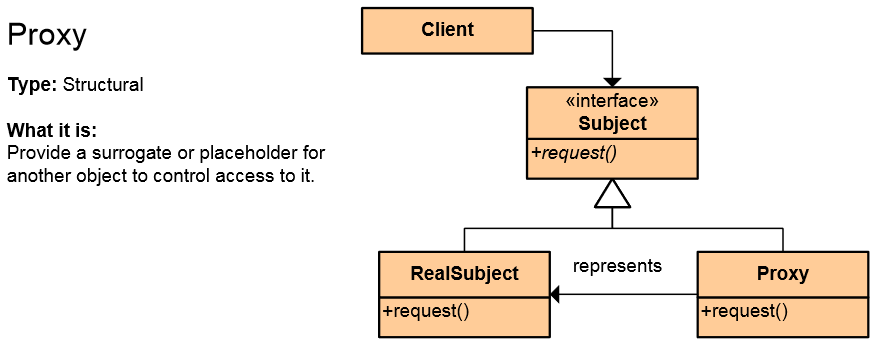 Proxy
Type: Structural
What it is:
Provide a surrogate or placeholder for
another object to control access to it.
Client
«interface»
Subject
+request()
represents
RealSubject
+request()
Proxy
+request()